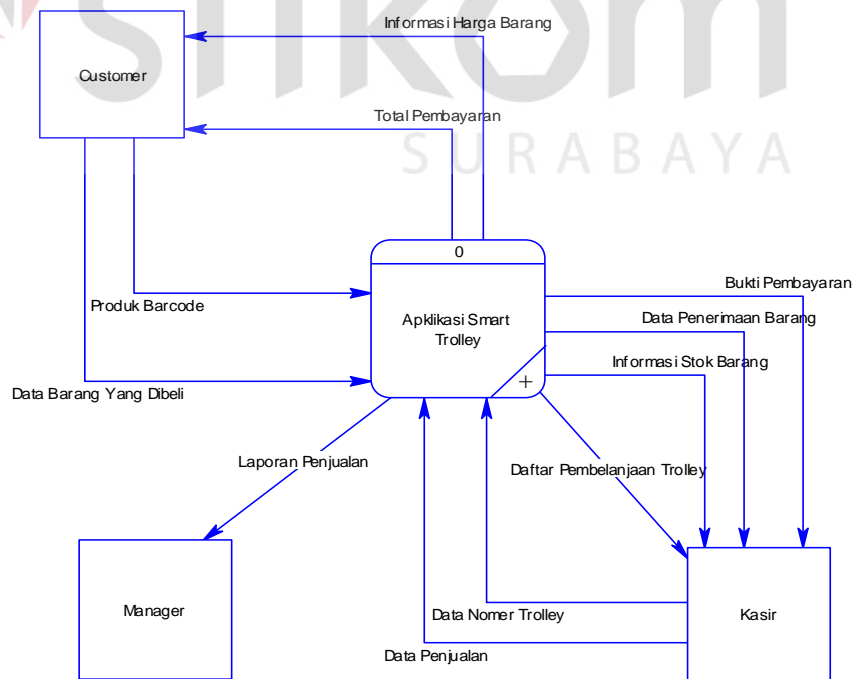 stikom
SURABAYA
Informasi Harga Barang
Customer
Total Pembayaran
0
Bukti Pembayaran
Produk Barcode
Apklikasi Smart
Trolley
Data Penerimaan Barang
Informasi Stok Barang
+
Data Barang Yang Dibeli
Laporan Penjualan
Daftar Pembelanjaan Trolley
Manager
Data Nomer Trolley
Kasir
Data Penjualan